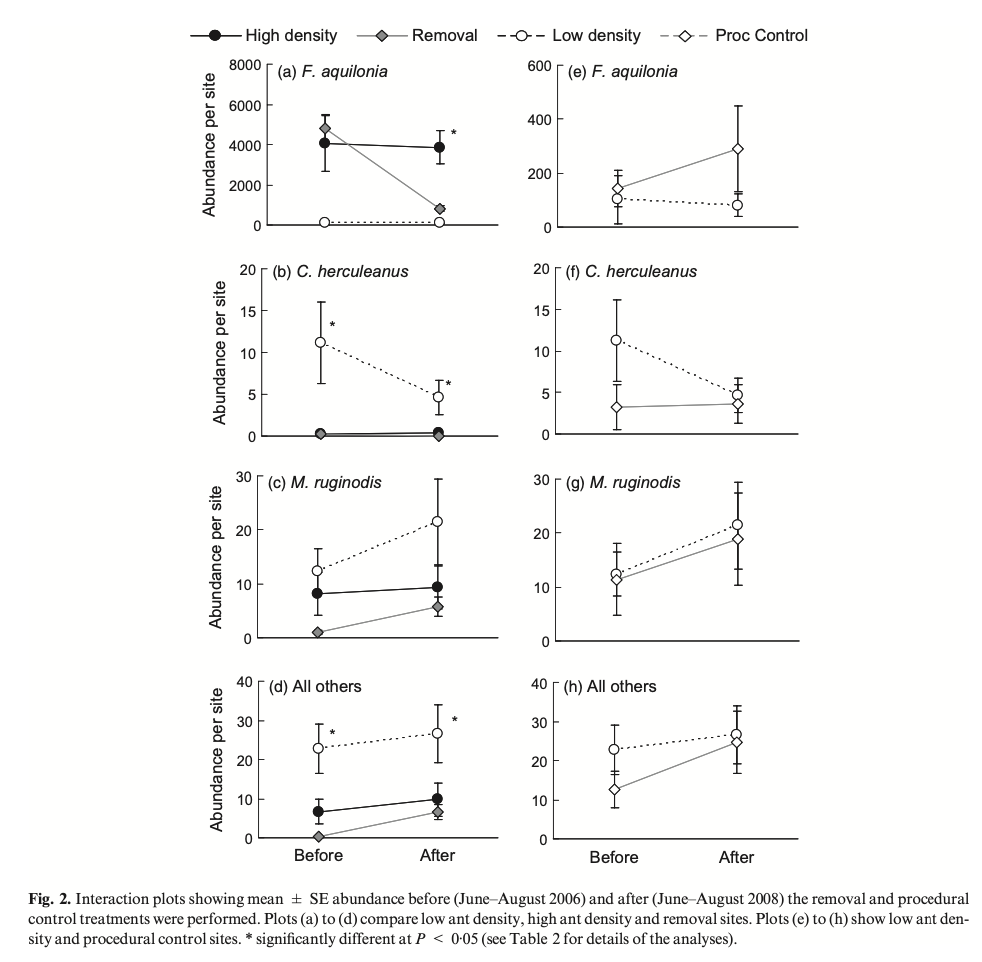 High density Removal Low density Proc Control
(a) F. aquilonia
Abundance per site
8000
6000
4000
2000
0
*
(e) F. aquilonia
600
400
200
0
(b) C. herculeanus
Abundance per site
20
15
10
5
0
*
*
(f) C. herculeanus
20
15
10
5
0
(c) M. ruginodis
Abundance per site
30
20
10
0
(g) M. ruginodis
30
20
10
0
(d) All others
Abundance per site
40
30
20
10
0
*
*
Before After
(h) All others
40
30
20
10
0
Before After
Fig. 2. Interaction plots showing mean ± SE abundance before (June–August 2006) and after (June–August 2008) the removal and procedural
control treatments were performed. Plots (a) to (d) compare low ant density, high ant density and removal sites. Plots (e) to (h) show low ant den-
sity and procedural control sites. * significantly different at P < 0·05 (see Table 2 for details of the analyses).